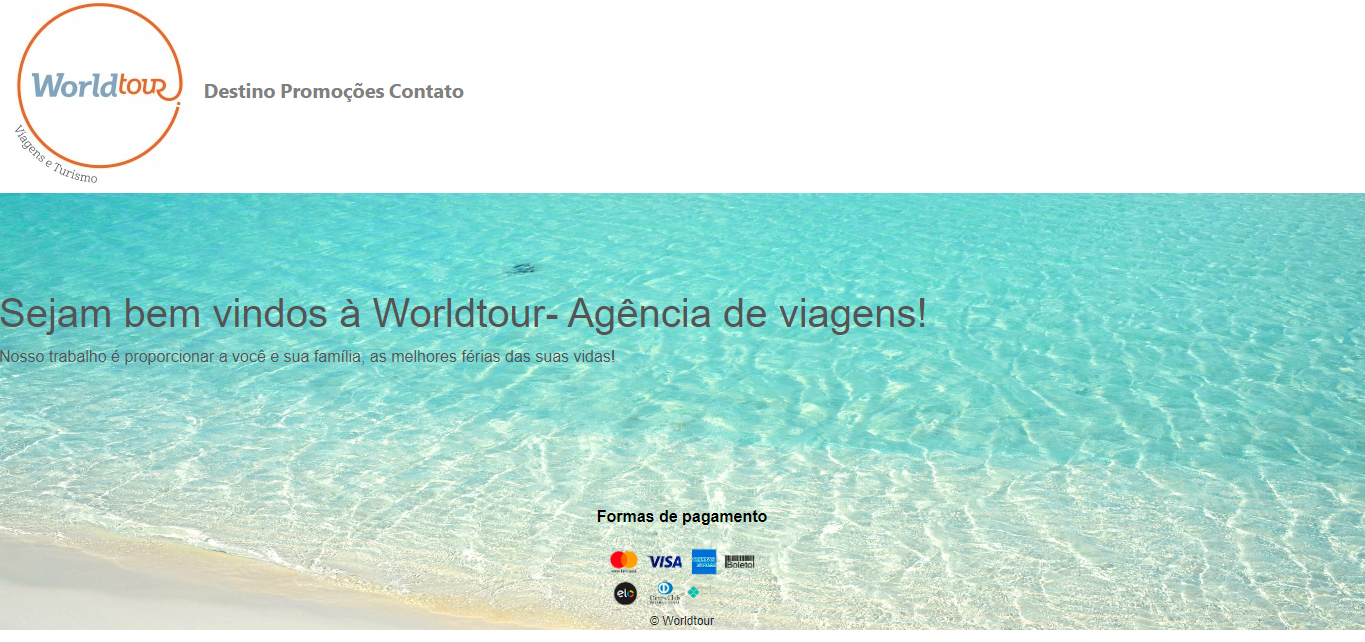 Worldtour
Viagens e Turismo
Destino Promoções Contato
Sejam bem vindos à Worldtour- Agência de viagens!
Nosso trabalho é proporcionar a você e sua família, as melhores férias das suas vidas!
Formas de pagamento
VISA
Boleto!
elo
© Worldtour